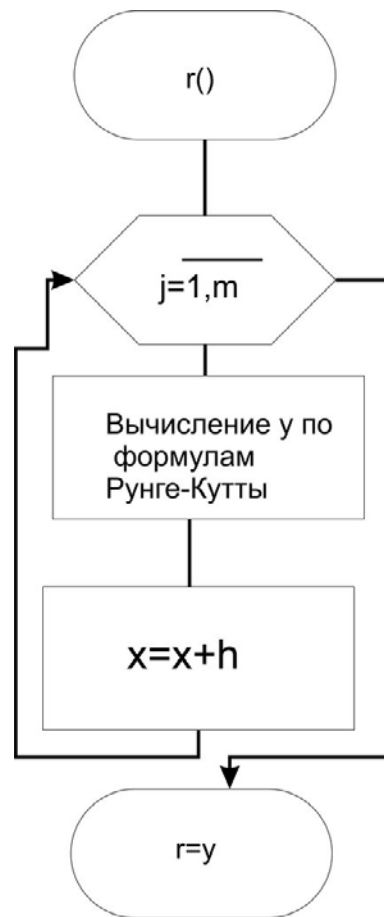 r()
j=1,m
Вычисление y по
формулам
Рунге-Кутты
x=x+h
r=y